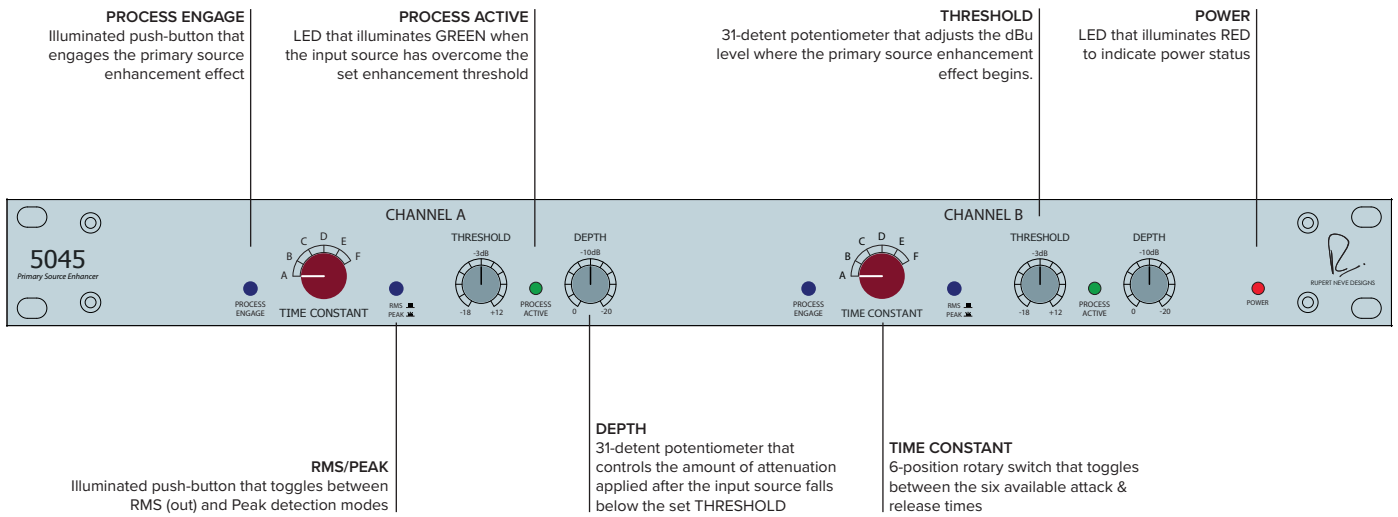 PROCESS ENGAGE
Illuminated push-button that
engages the primary source
enhancement effect
PROCESS ACTIVE
LED that illuminates GREEN when
the input source has overcome the
set enhancement threshold
THRESHOLD
31-detent potentiometer that adjusts the dBu
level where the primary source enhancement
effect begins.
POWER
LED that illuminates RED
to indicate power status
5045
Primary Source Enhancer
CHANNEL A
PROCESS
ENGAGE
A
B
C
D
E
F
TIME CONSTANT
RMS
PEAK
THRESHOLD
-3dB
-18
+12
PROCESS
ACTIVE
DEPTH
-10dB
0
-20
CHANNEL B
PROCESS
ENGAGE
A
B
C
D
E
F
TIME CONSTANT
RMS
PEAK
THRESHOLD
-3dB
-18
+12
PROCESS
ACTIVE
DEPTH
-10dB
0
-20
POWER
R.
RUPERT NEVE DESIGNS
RMS/PEAK
Illuminated push-button that toggles between
RMS (out) and Peak detection modes
DEPTH
31-detent potentiometer that
controls the amount of attenuation
applied after the input source falls
below the set THRESHOLD
TIME CONSTANT
6-position rotary switch that toggles
between the six available attack &
release times